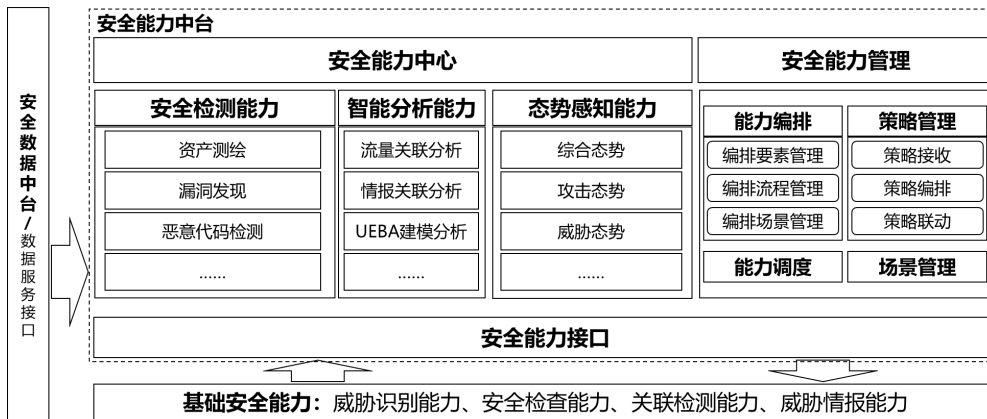 安全数据中台/数据服务接口
安全能力中台
安全能力中心
安全能力管理
安全检测能力
资产测绘
漏洞发现
恶意代码检测
......
智能分析能力
流量关联分析
情报关联分析
UEBA建模分析
......
态势感知能力
综合态势
攻击态势
威胁态势
......
能力编排
编排要素管理
编排流程管理
编排场景管理
策略管理
策略接收
策略编排
策略联动
能力调度
场景管理
安全能力接口
基础安全能力：威胁识别能力、安全检查能力、关联检测能力、威胁情报能力